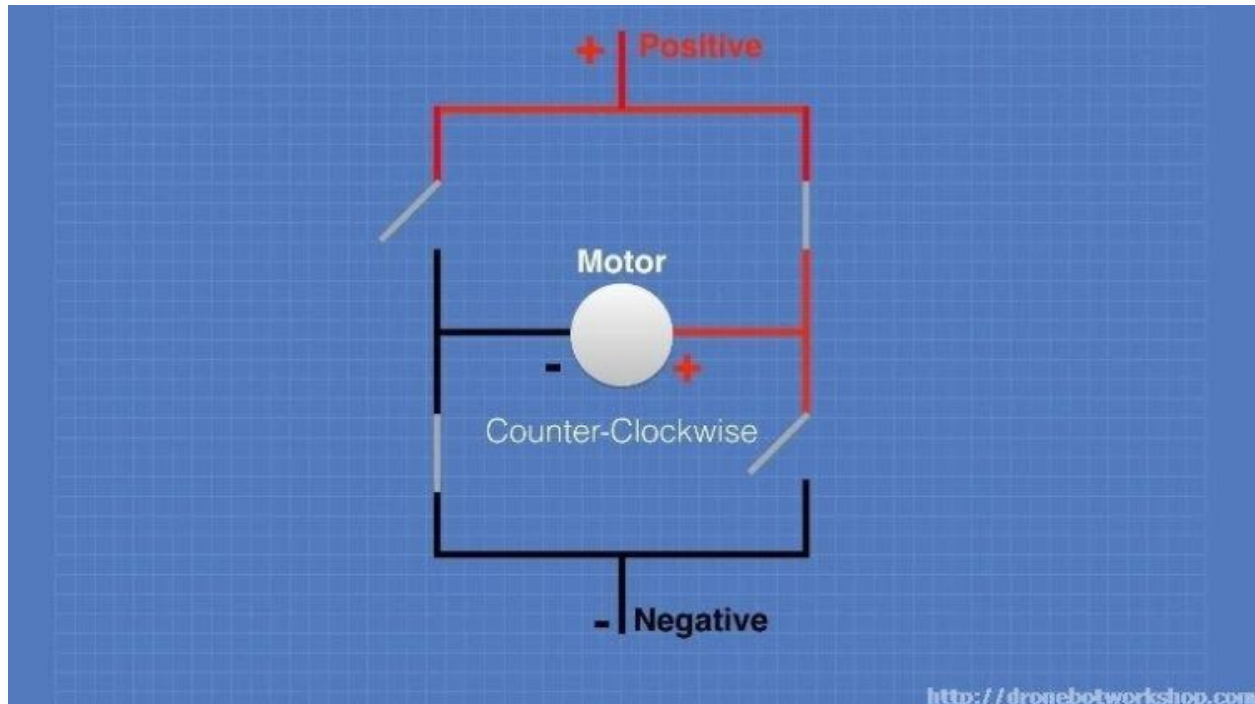 + Positive
Motor
- +
Counter-Clockwise
- Negative
http://dronebotworkshop.com